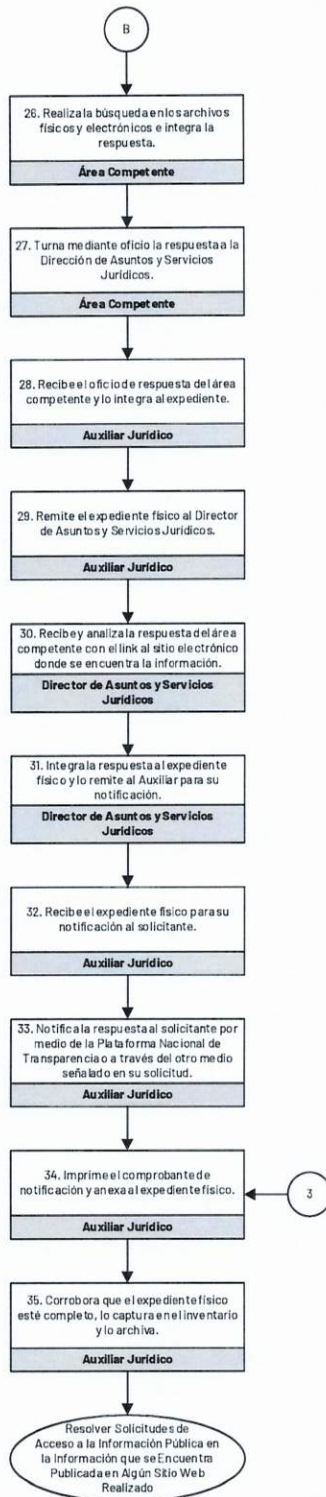 B
26. Realiza la búsqueda en los archivos
físicos y electrónicos e integra la
respuesta.
Área Competente
27. Turna mediante oficio la respuesta a la
Dirección de Asuntos y Servicios
Jurídicos.
Área Competente
28. Recibe el oficio de respuesta del área
competente y lo integra al expediente.
Auxiliar Jurídico
29. Remite el expediente físico al Director
de Asuntos y Servicios Jurídicos.
Auxiliar Jurídico
30. Recibe y analiza la respuesta del área
competente con el link al sitio electrónico
donde se encuentra la información.
Director de Asuntos y Servicios
Jurídicos
31. Integra la respuesta al expediente
físico y lo remite al Auxiliar para su
notificación.
Director de Asuntos y Servicios
Jurídicos
32. Recibe el expediente físico para su
notificación al solicitante.
Auxiliar Jurídico
33. Notifica la respuesta al solicitante por
medio de la Plataforma Nacional de
Transparencia o a través del otro medio
señalado en su solicitud.
Auxiliar Jurídico
34. Imprime el comprobante de
notificación y anexa al expediente físico.
3
Auxiliar Jurídico
35. Corrobora que el expediente físico
esté completo, lo captura en el inventario
y lo archiva.
Auxiliar Jurídico
Resolver Solicitudes de
Acceso a la Información Pública en
la Información que se Encuentra
Publicada en Algún Sitio Web
Realizado